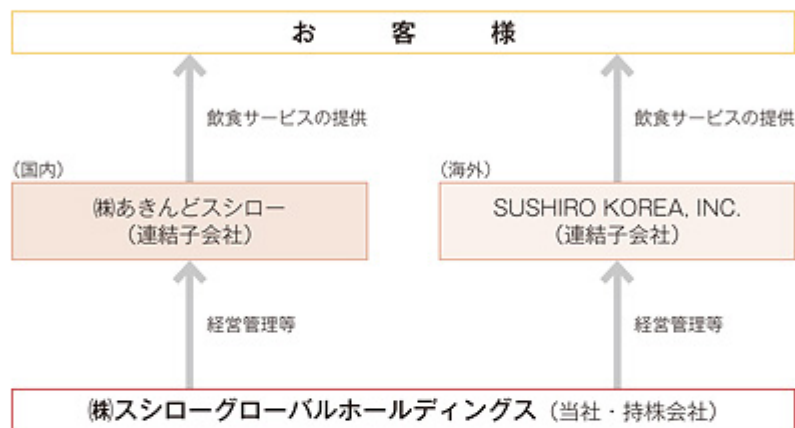 お客様
飲食サービスの提供
飲食サービスの提供
（国内）
（海外）
㈱あきんどスシロー
（連結子会社）
SUSHIRO KOREA, INC.
（連結子会社）
経営管理等
経営管理等
㈱スシローグローバルホールディングス（当社・持株会社）